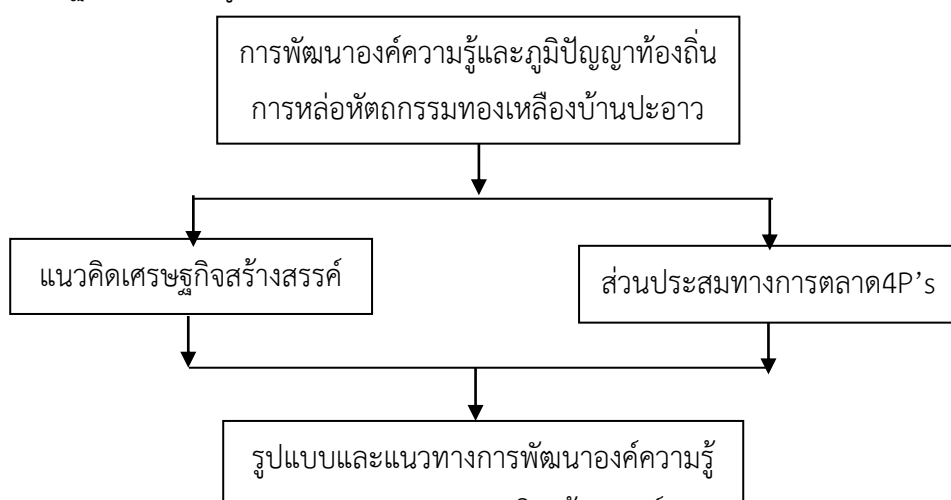 การพัฒนาองค์ความรู้และภูมิปัญญาท้องถิ่น
การหล่อหัตถกรรมทองเหลืองบ้านปะอาว
แนวคิดเศรษฐกิจสร้างสรรค์
ส่วนประสมทางการตลาด4P’s
รูปแบบและแนวทางการพัฒนาองค์ความรู้